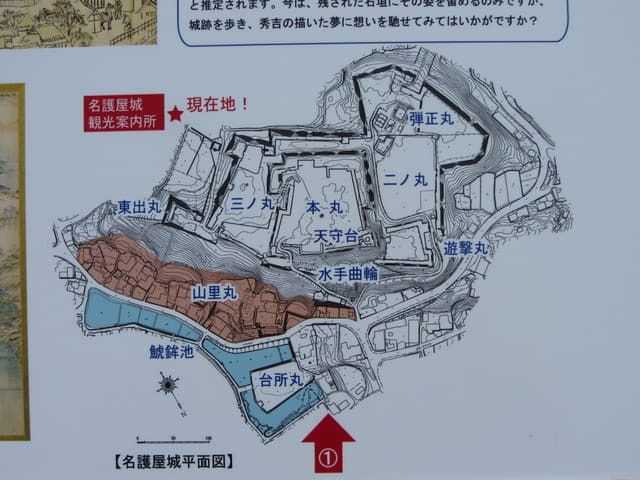 と推定されます。今は、残された石垣にその姿を留めるのみですが、
城跡を歩き、秀吉の描いた夢に想いを馳せてみてはいかがですか？
名護屋城
観光案内所
現在地！
弾正丸
二ノ丸
三ノ丸
本丸
東出丸
天守台
遊撃丸
水手曲輪
山里丸
鯱鉾池
台所丸
【名護屋城平面図】
①